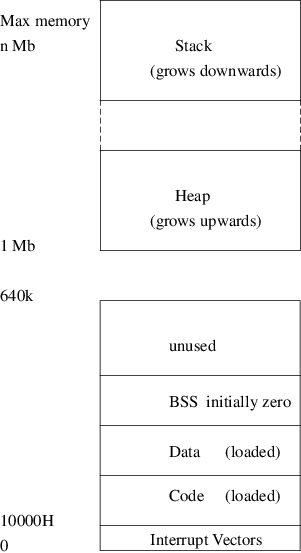 Max memory
n Mb
Stack
(grows downwards)
Heap
(grows upwards)
1 Mb
640k
unused
BSS initially zero
Data (loaded)
Code (loaded)
10000H
Interrupt Vectors
0